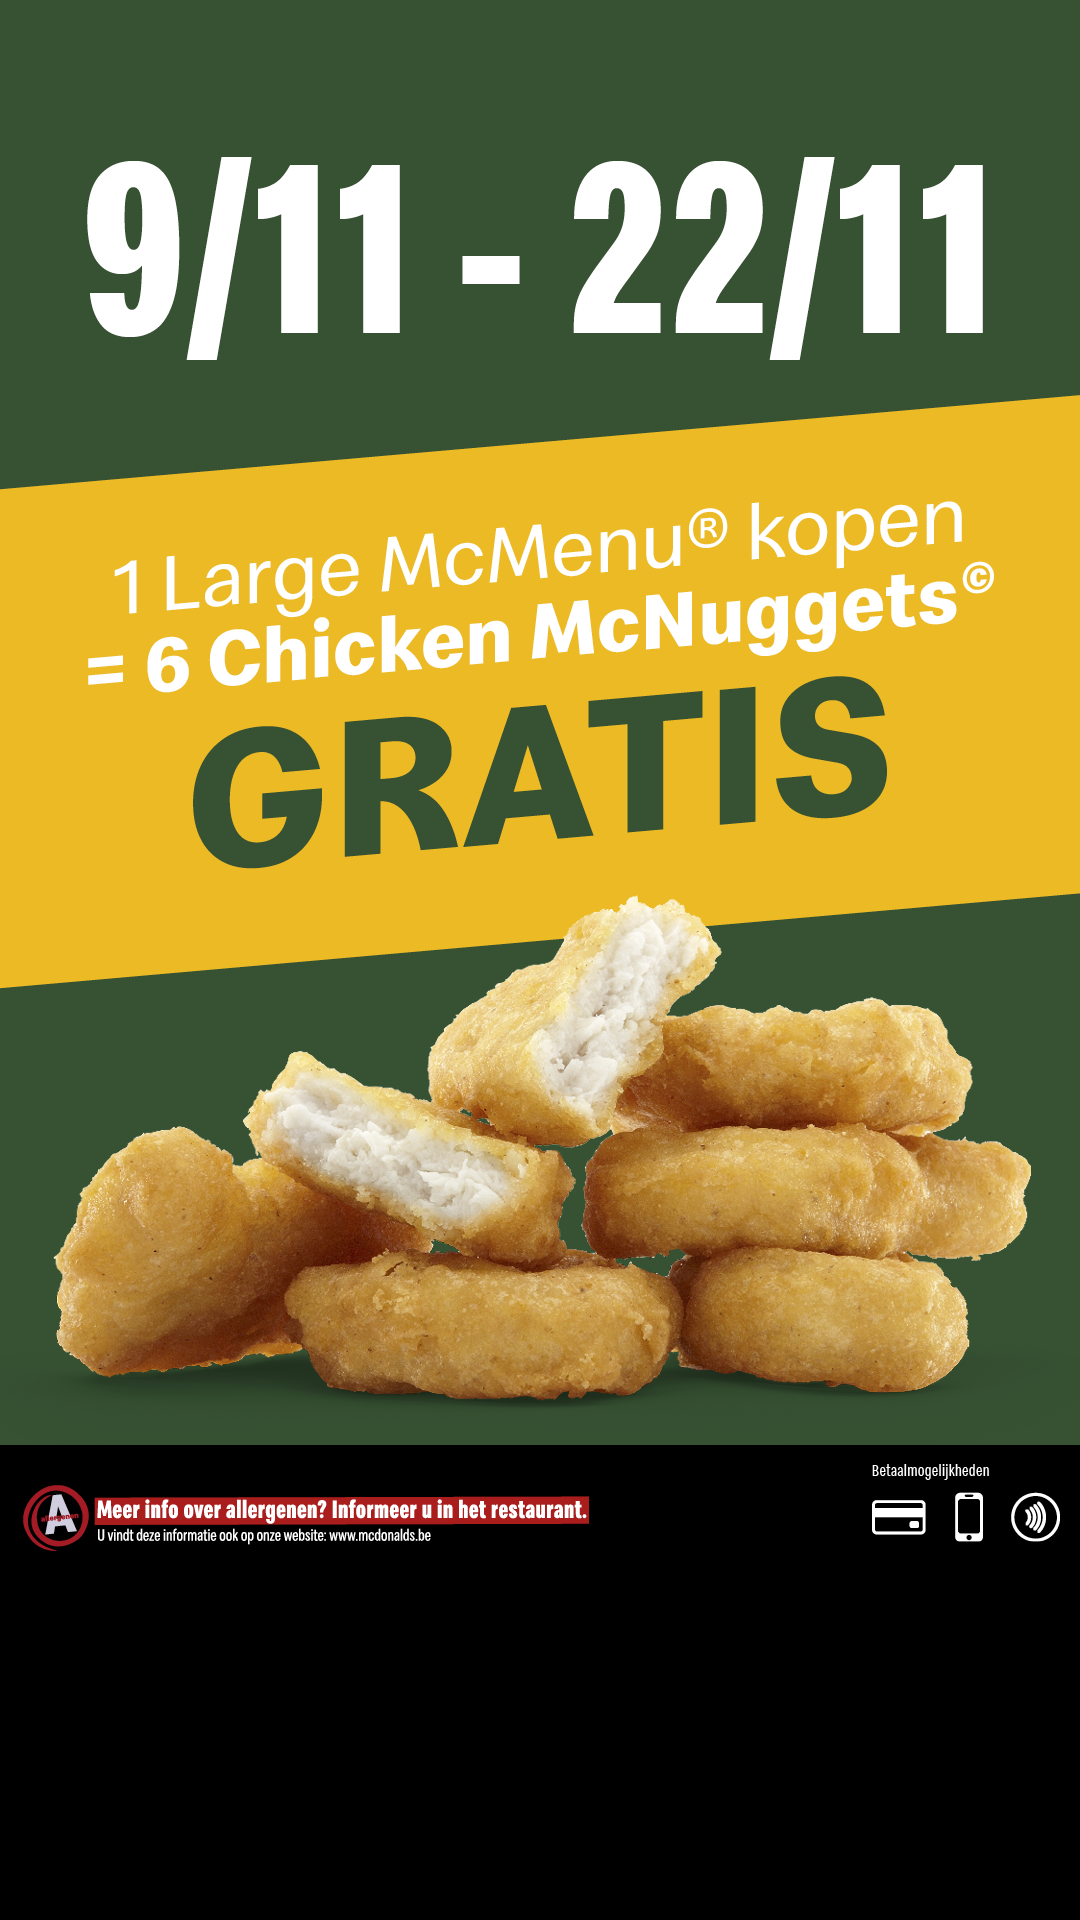 9/11 - 22/11
1 Large McMenu® kopen
= 6 Chicken McNuggets©
GRATIS
Betaalmogelijkheden
A
allergenen
Meer info over allergenen? Informeer u in het restaurant.
U vindt deze informatie ook op onze website: www.mcdonalds.be